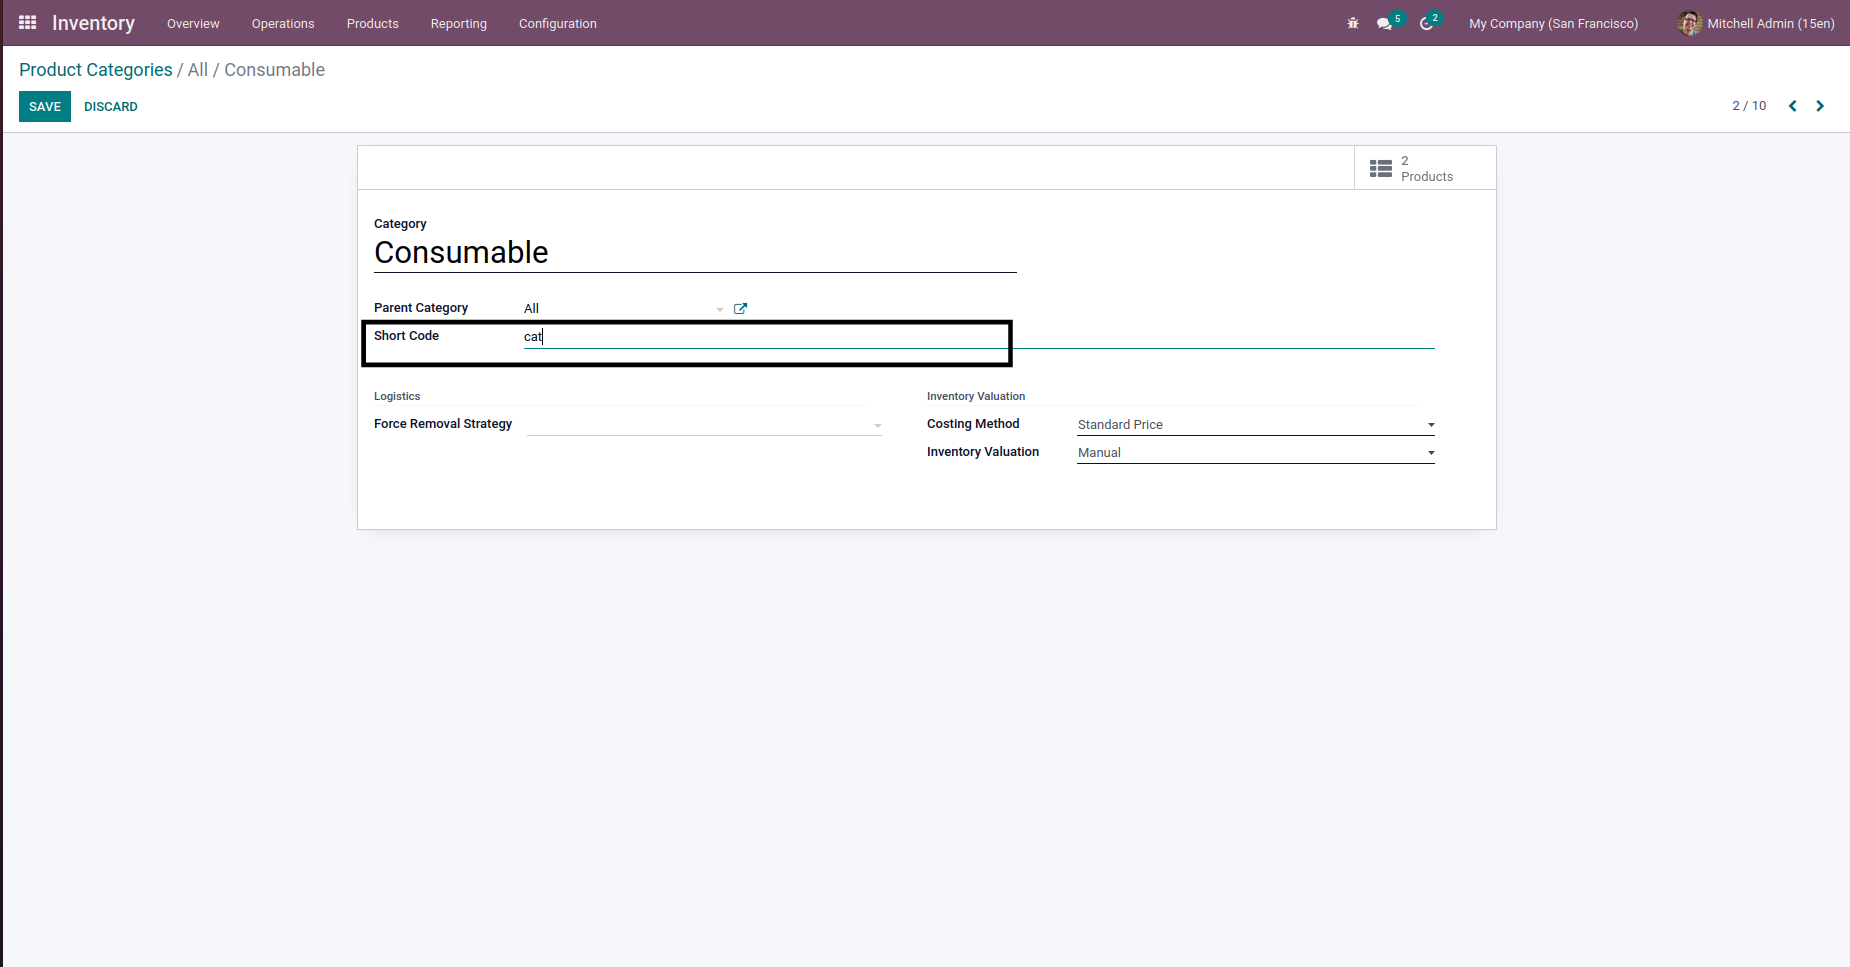 Inventory Overview Operations Products Reporting Configuration 5 2 My Company (San Francisco) Mitchell Admin (15en)
Product Categories / All / Consumable
SAVE DISCARD 2 / 10
2
Products
Category
Consumable
Parent Category All
Short Code cat
Logistics Inventory Valuation
Force Removal Strategy Costing Method Standard Price
Inventory Valuation Manual